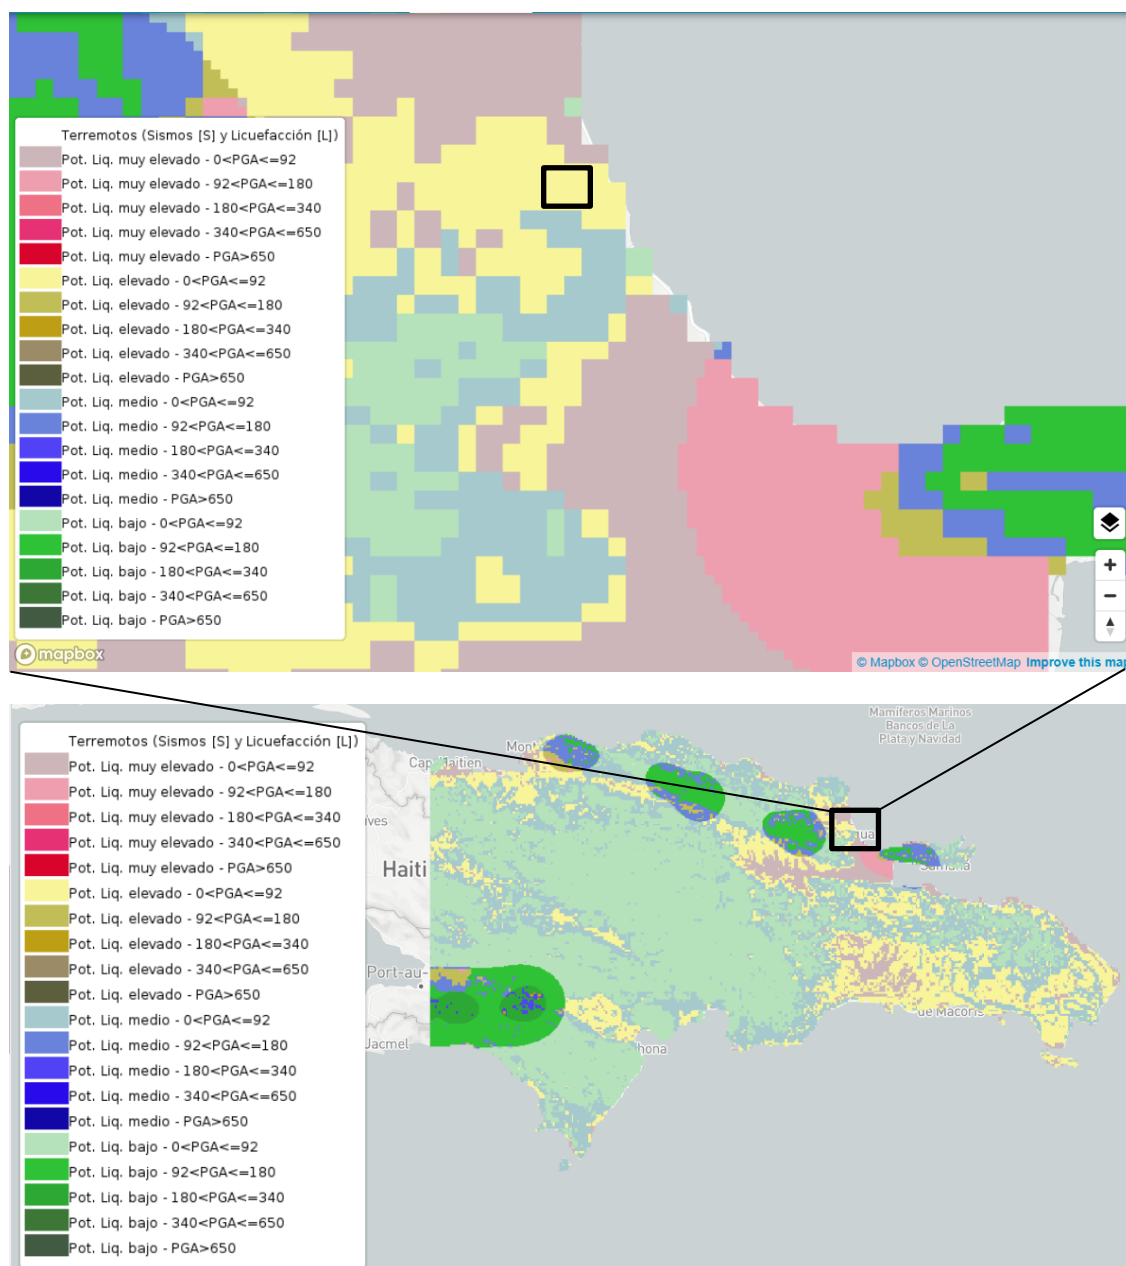 Terremotos (Sismos [S] y Licuefacción [L])
Pot. Liq. muy elevado - 0<PGA<=92
Pot. Liq. muy elevado - 92<PGA<=180
Pot. Liq. muy elevado - 180<PGA<=340
Pot. Liq. muy elevado - 340<PGA<=650
Pot. Liq. muy elevado - PGA>650
Pot. Liq. elevado - 0<PGA<=92
Pot. Liq. elevado - 92<PGA<=180
Pot. Liq. elevado - 180<PGA<=340
Pot. Liq. elevado - 340<PGA<=650
Pot. Liq. elevado - PGA>650
Pot. Liq. medio - 0<PGA<=92
Pot. Liq. medio - 92<PGA<=180
Pot. Liq. medio - 180<PGA<=340
Pot. Liq. medio - 340<PGA<=650
Pot. Liq. medio - PGA>650
Pot. Liq. bajo - 0<PGA<=92
Pot. Liq. bajo - 92<PGA<=180
Pot. Liq. bajo - 180<PGA<=340
Pot. Liq. bajo - 340<PGA<=650
Pot. Liq. bajo - PGA>650
mapbox
© Mapbox © OpenStreetMap Improve this map
Mamíferos Marinos
Bancos de La
Plata y Navidad
Terremotos (Sismos [S] y Licuefacción [L])
Pot. Liq. muy elevado - 0<PGA<=92
Pot. Liq. muy elevado - 92<PGA<=180
Pot. Liq. muy elevado - 180<PGA<=340
Pot. Liq. muy elevado - 340<PGA<=650
Pot. Liq. muy elevado - PGA>650
Pot. Liq. elevado - 0<PGA<=92
Pot. Liq. elevado - 92<PGA<=180
Pot. Liq. elevado - 180<PGA<=340
Pot. Liq. elevado - 340<PGA<=650
Pot. Liq. elevado - PGA>650
Pot. Liq. medio - 0<PGA<=92
Pot. Liq. medio - 92<PGA<=180
Pot. Liq. medio - 180<PGA<=340
Pot. Liq. medio - 340<PGA<=650
Pot. Liq. medio - PGA>650
Pot. Liq. bajo - 0<PGA<=92
Pot. Liq. bajo - 92<PGA<=180
Pot. Liq. bajo - 180<PGA<=340
Pot. Liq. bajo - 340<PGA<=650
Pot. Liq. bajo - PGA>650
Mont
Haiti
Port-au-
Jacmel
hona
de Macorís